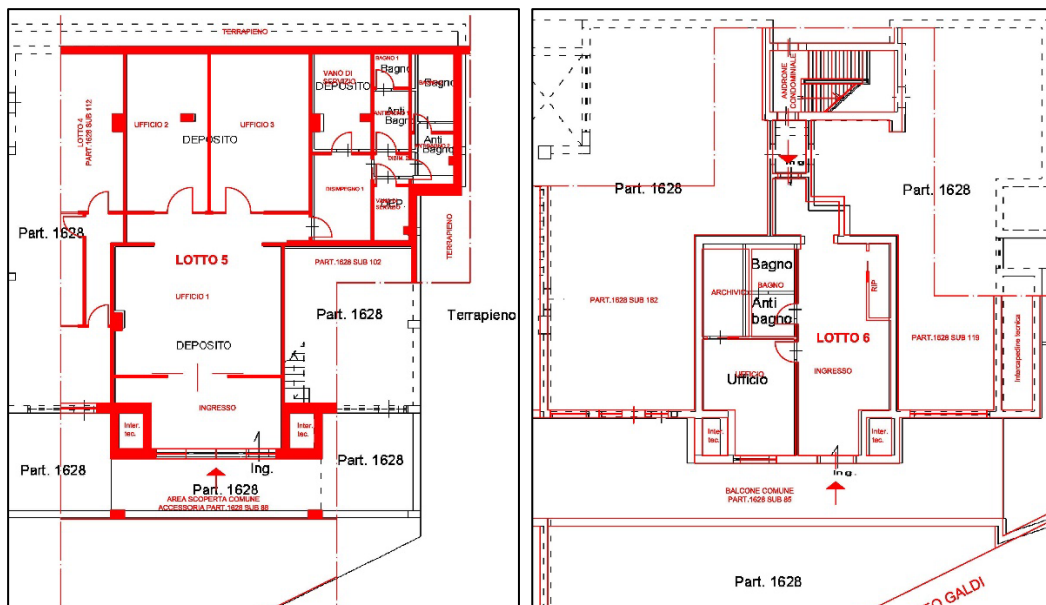 TERRAPIENO
LOTTO 4
PART.1628 SUB 112
UFFICIO 2
UFFICIO 3
DEPOSITO
VANO DI
SERVIZIO
DEPOSITO
BAGNO 1
Bagno
Bagno
Anti
Bagno
Anti
Bagno
DISIMPEGNO 1
DEP.
TERRAPIENO
Part. 1628
LOTTO 5
PART.1628 SUB 102
UFFICIO 1
Part. 1628
Terrapieno
DEPOSITO
INGRESSO
Inter.
tec.
Inter.
tec.
Part. 1628
Ing.
Part. 1628
Part. 1628
AREA SCOPERTA COMUNE
ACCESSORIA PART.1628 SUB 88
ANDRONE
CONDOMINIALE
Ing.
Part. 1628
Part. 1628
Bagno
ARCHIVIO
BAGNO
RIP
PART.1628 SUB 182
Anti
bagno
LOTTO 6
PART.1628 SUB 119
Intercapedine tecnica
UFFICIO
INGRESSO
Ufficio
Inter.
tec.
Inter.
tec.
Ing.
BALCONE COMUNE
PART.1628 SUB 85
Part. 1628
GALDI